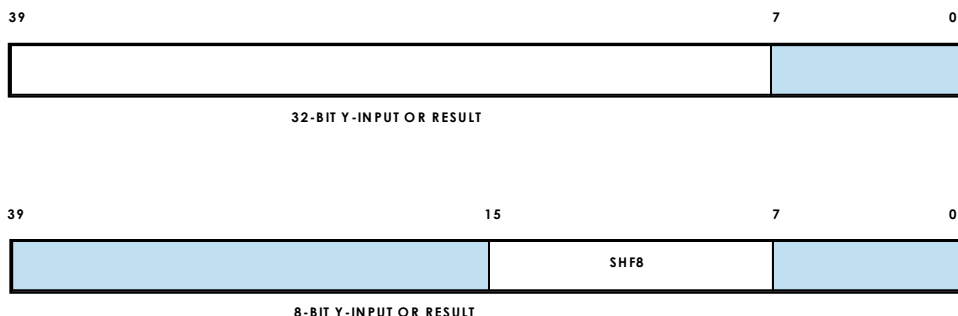 39 7 0
32-BIT Y-INPUT OR RESULT
39 15 7 0
SHF8
8-BIT Y-INPUT OR RESULT